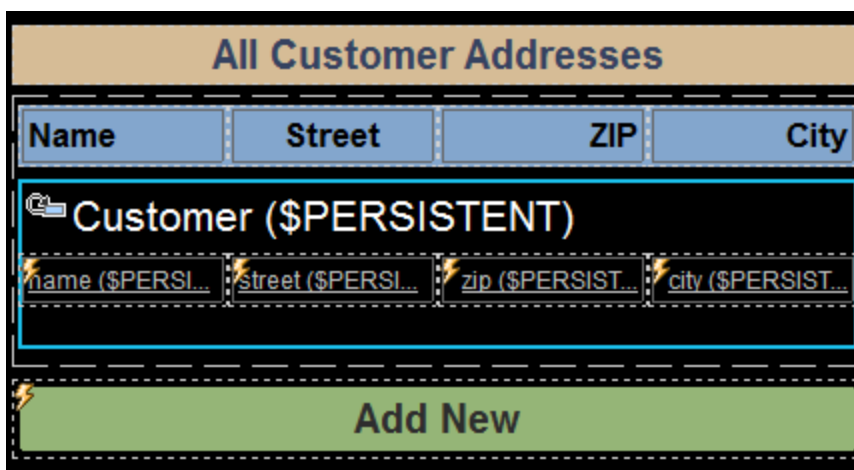 All Customer Addresses
Name Street ZIP City
Customer ($PERSISTENT)
name ($PERSI... street ($PERSI... zip ($PERSIST... city ($PERSIST...
Add New